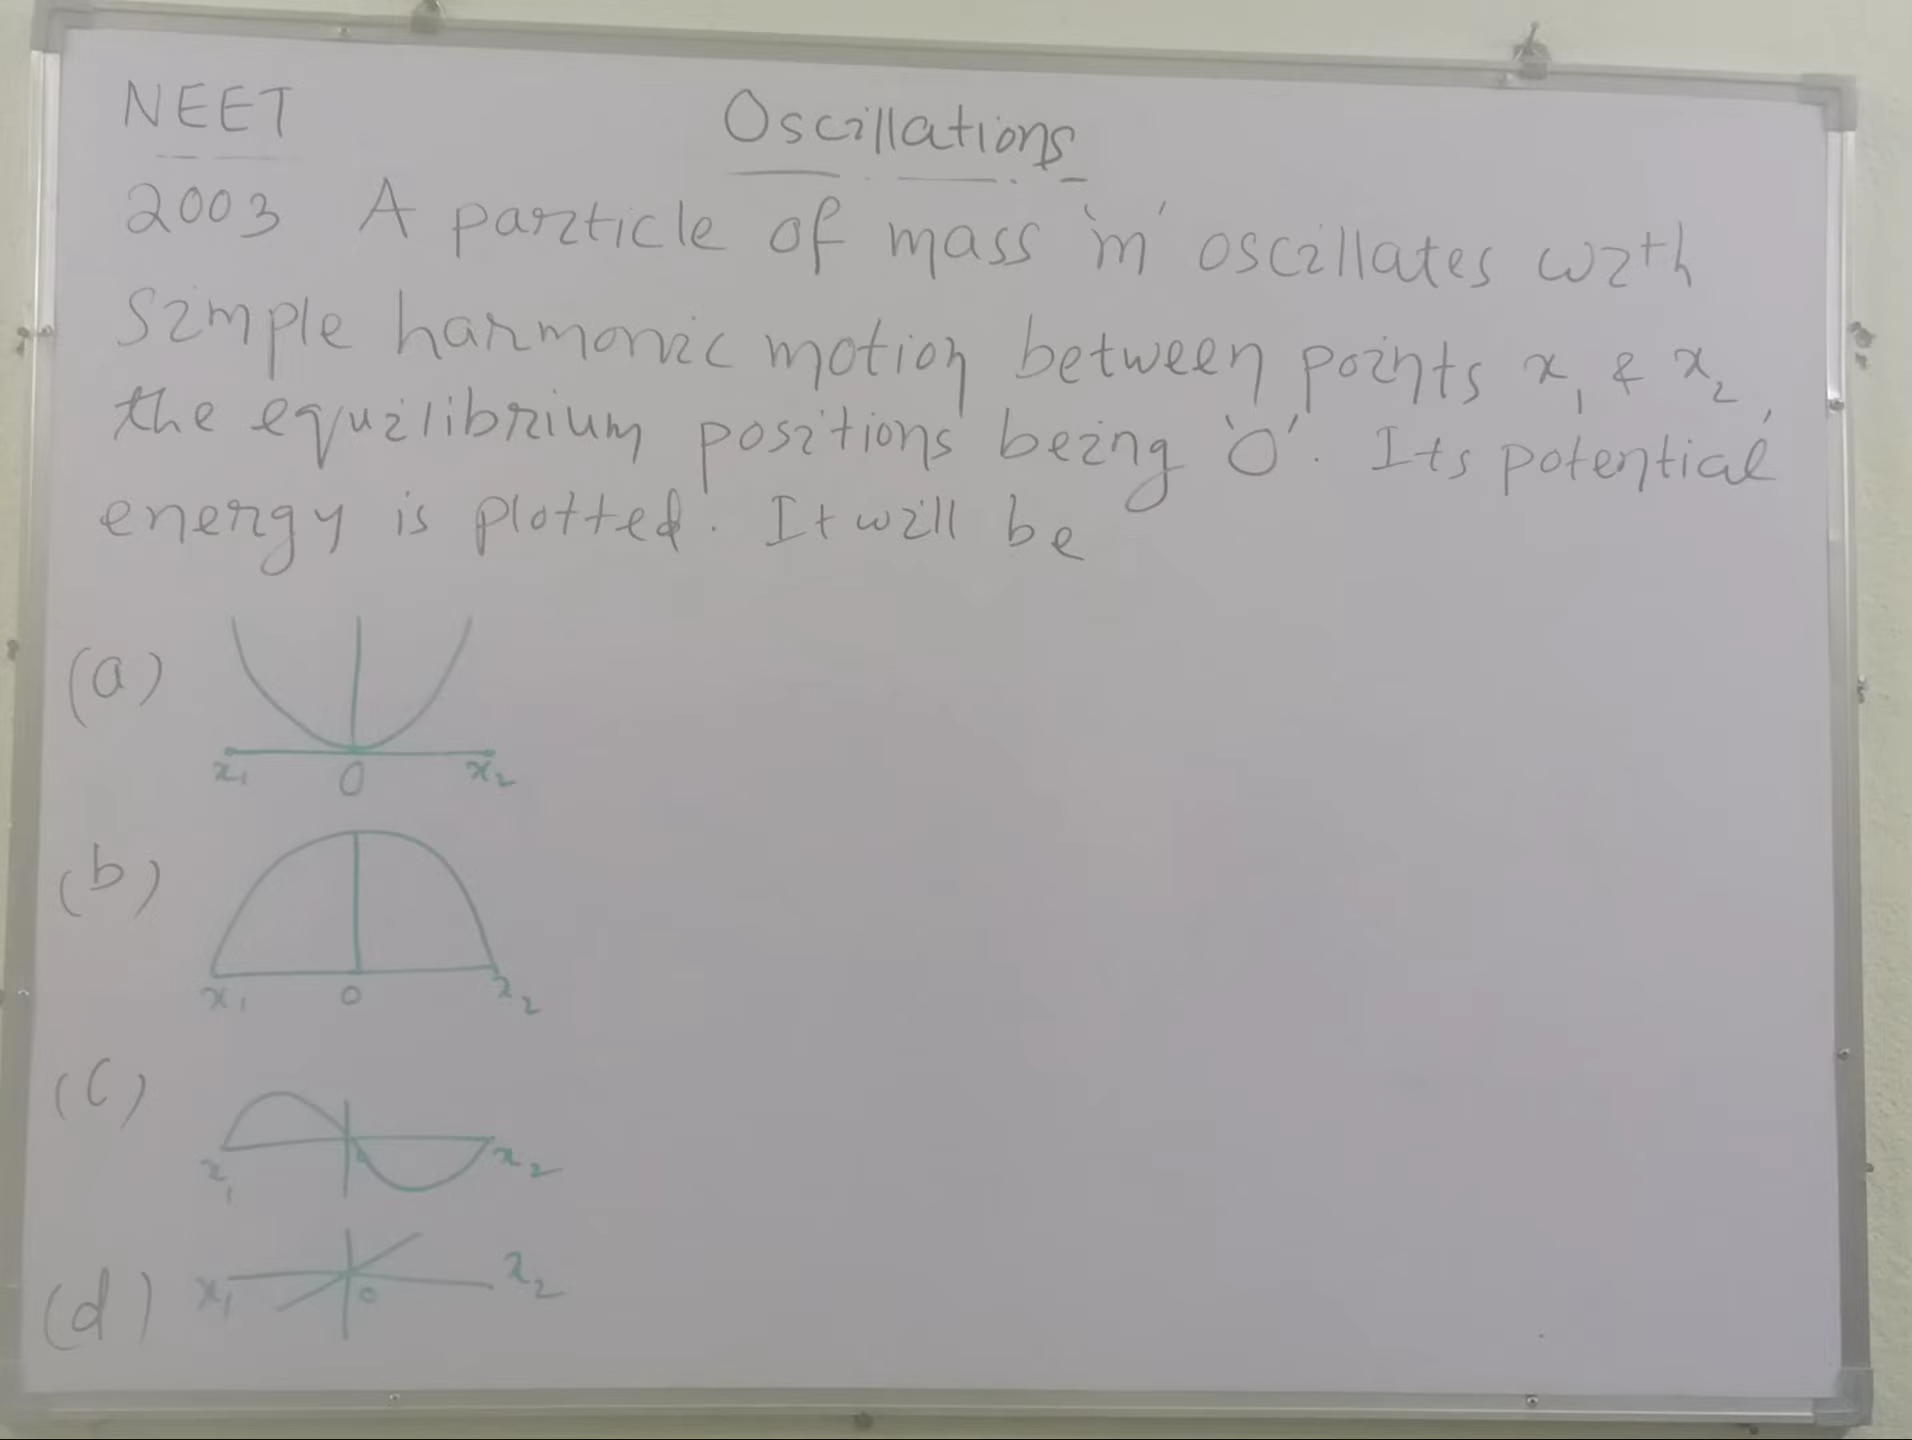 NEET
Oscillations
2003 A particle of mass 'm' oscillates with
simple harmonic motion between points x₁ & x₂,
the equilibrium positions being 'O'. Its potential
energy is plotted. It will be
(a)
x₁ O x₂
(b)
x₁ o x₂
(c)
x₁ x₂
(d) x₁ o x₂